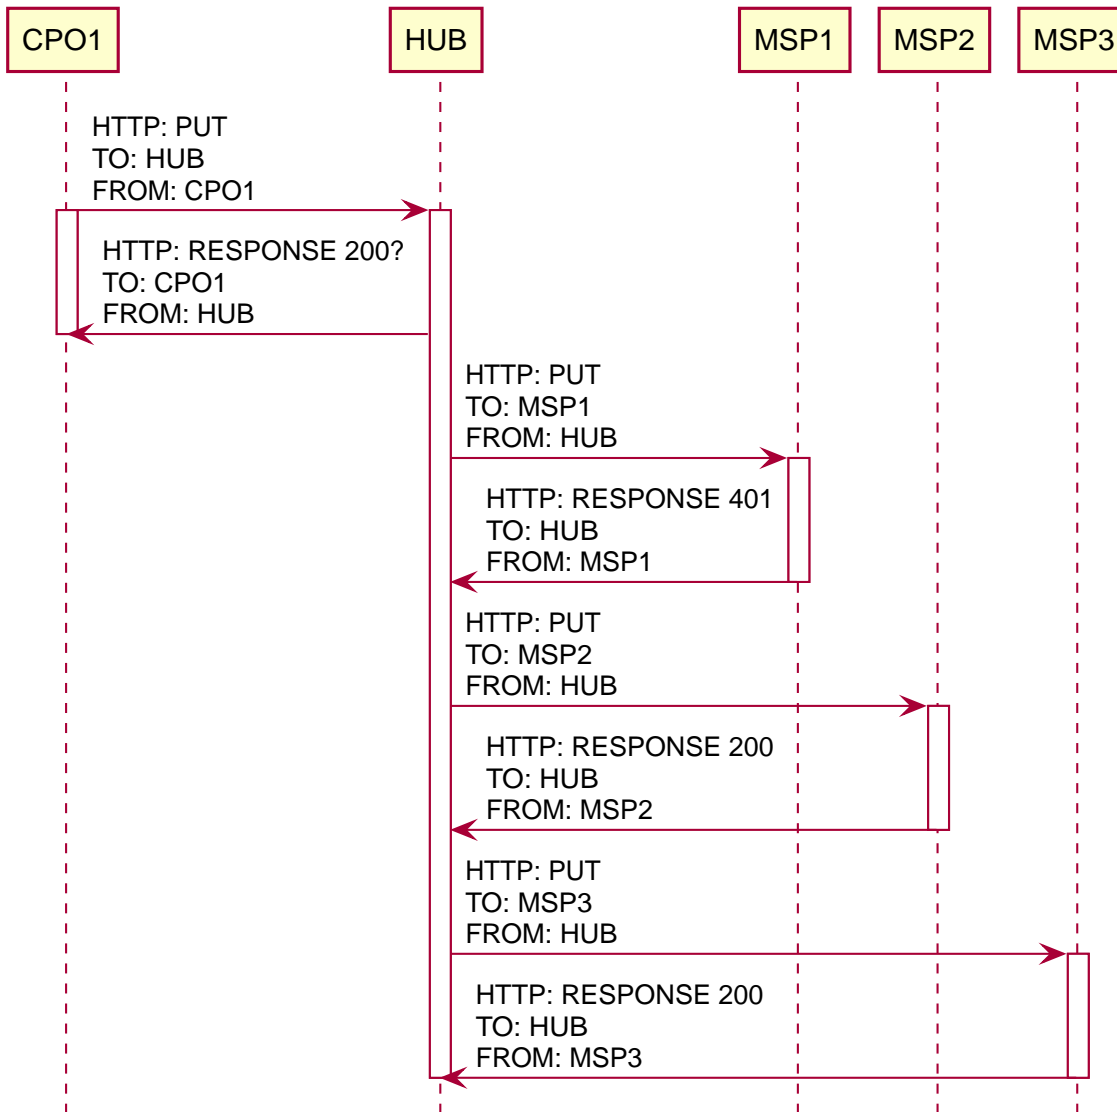 CPO1
HUB
MSP1
MSP2
MSP3
HTTP: PUT
TO: HUB
FROM: CPO1
HTTP: RESPONSE 200?
TO: CPO1
FROM: HUB
HTTP: PUT
TO: MSP1
FROM: HUB
HTTP: RESPONSE 401
TO: HUB
FROM: MSP1
HTTP: PUT
TO: MSP2
FROM: HUB
HTTP: RESPONSE 200
TO: HUB
FROM: MSP2
HTTP: PUT
TO: MSP3
FROM: HUB
HTTP: RESPONSE 200
TO: HUB
FROM: MSP3